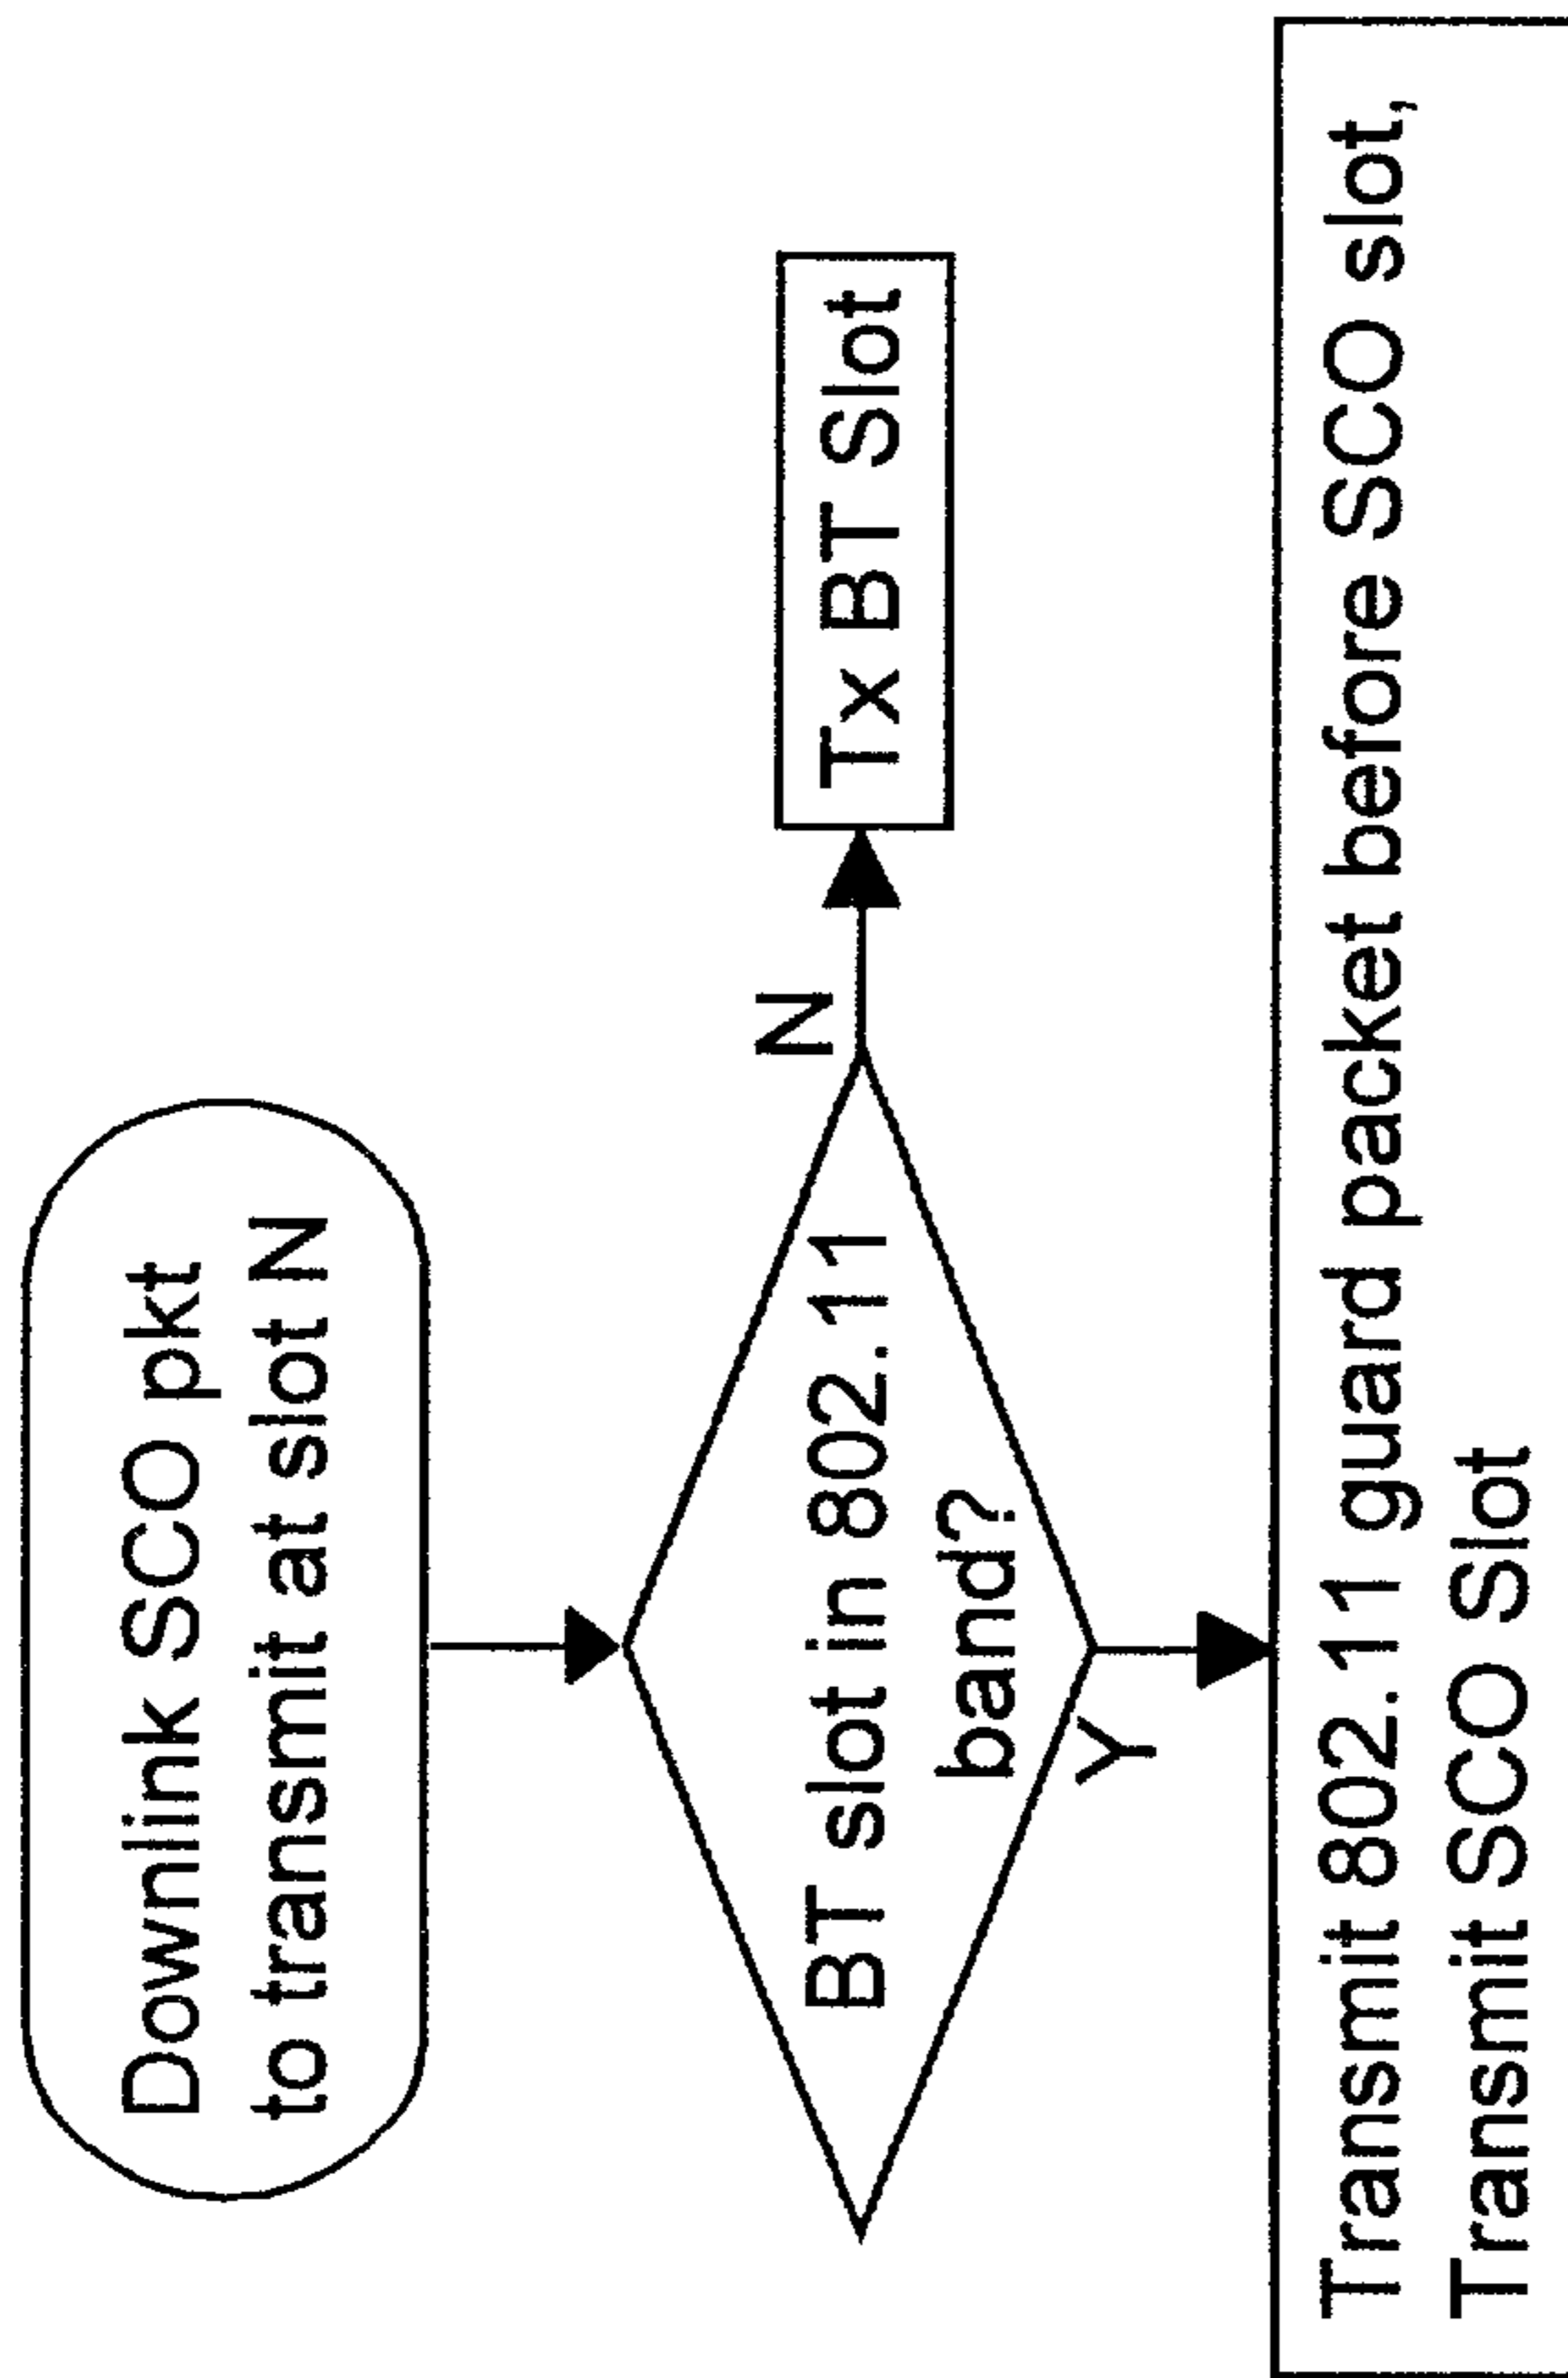 Downlink SCO pkt
to transmit at slot N
BT slot in 802.11
band?
N
Tx BT Slot
Y
Transmit 802.11 guard packet before SCO slot,
Transmit SCO Slot